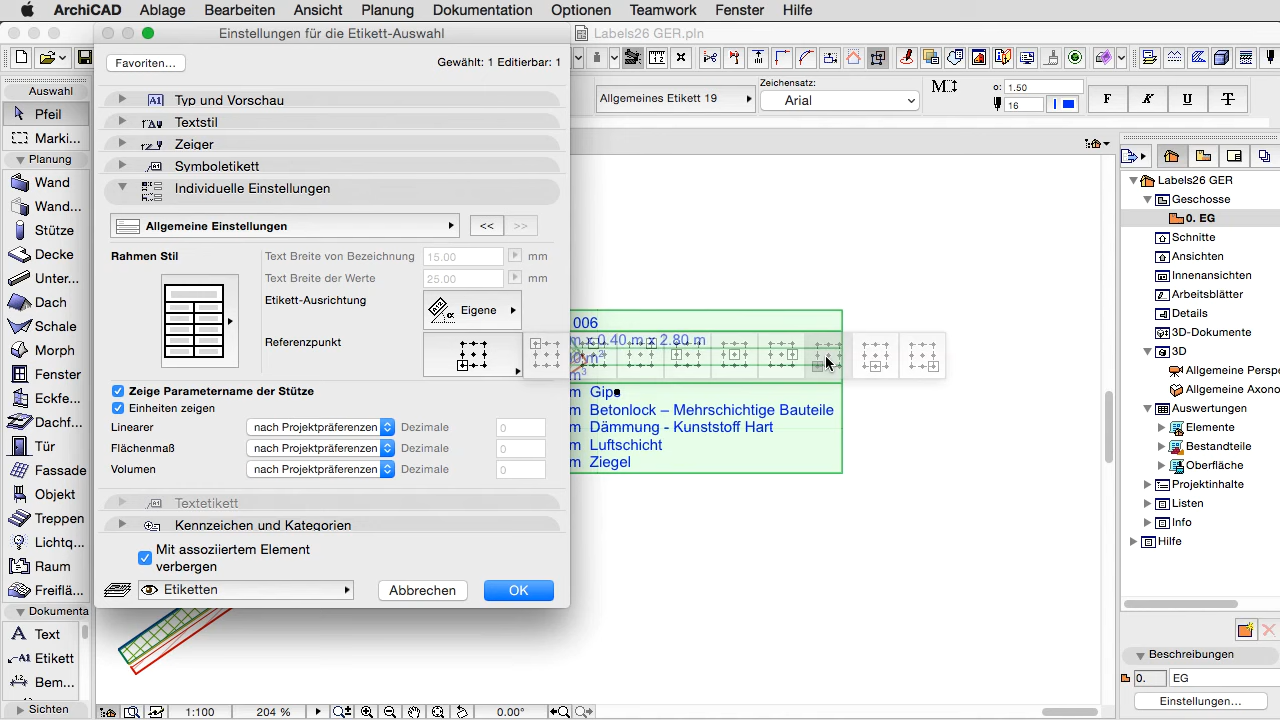 ArchiCAD Ablage Bearbeiten Ansicht Planung Dokumentation Optionen Teamwork Fenster Hilfe
Einstellungen für die Etikett-Auswahl
Labels26 GER.pln
Favoriten...
Gewählt: 1 Editierbar: 1
Auswahl
Pfeil
Marki...
Planung
Wand
Wand...
Stütze
Decke
Unter...
Dach
Schale
Morph
Fenster
Eckfe...
Dachf...
Tür
Fassade
Objekt
Treppen
Lichtq...
Raum
Freiflä...
Dokumenta
Text
Etikett
Bem...
Sichten
Typ und Vorschau
Textstil
Zeiger
Symboletikett
Individuelle Einstellungen
Allgemeine Einstellungen
<< >>
Rahmen Stil
Text Breite von Bezeichnung 15.00 mm
Text Breite der Werte 25.00 mm
Etikett-Ausrichtung Eigene
Referenzpunkt
Zeige Parametername der Stütze
Einheiten zeigen
Linearer nach Projektpräferenzen Dezimale 0
Flächenmaß nach Projektpräferenzen Dezimale 0
Volumen nach Projektpräferenzen Dezimale 0
Textetikett
Kennzeichen und Kategorien
Mit assoziiertem Element
verbergen
Etiketten
Abbrechen
OK
Allgemeines Etikett 19
Zeichensatz:
Arial
1.50
16
F K U T
006
m x 0.40 m x 2.80 m
m³
m Gips
m Betonlock – Mehrschichtige Bauteile
m Dämmung - Kunststoff Hart
m Luftschicht
m Ziegel
Labels26 GER
Geschosse
0. EG
Schnitte
Ansichten
Innenansichten
Arbeitsblätter
Details
3D-Dokumente
3D
Allgemeine Persp
Allgemeine Axono
Auswertungen
Elemente
Bestandteile
Oberfläche
Projektinhalte
Listen
Info
Hilfe
Beschreibungen
0. EG
Einstellungen...
1:100 204 % 0.00°